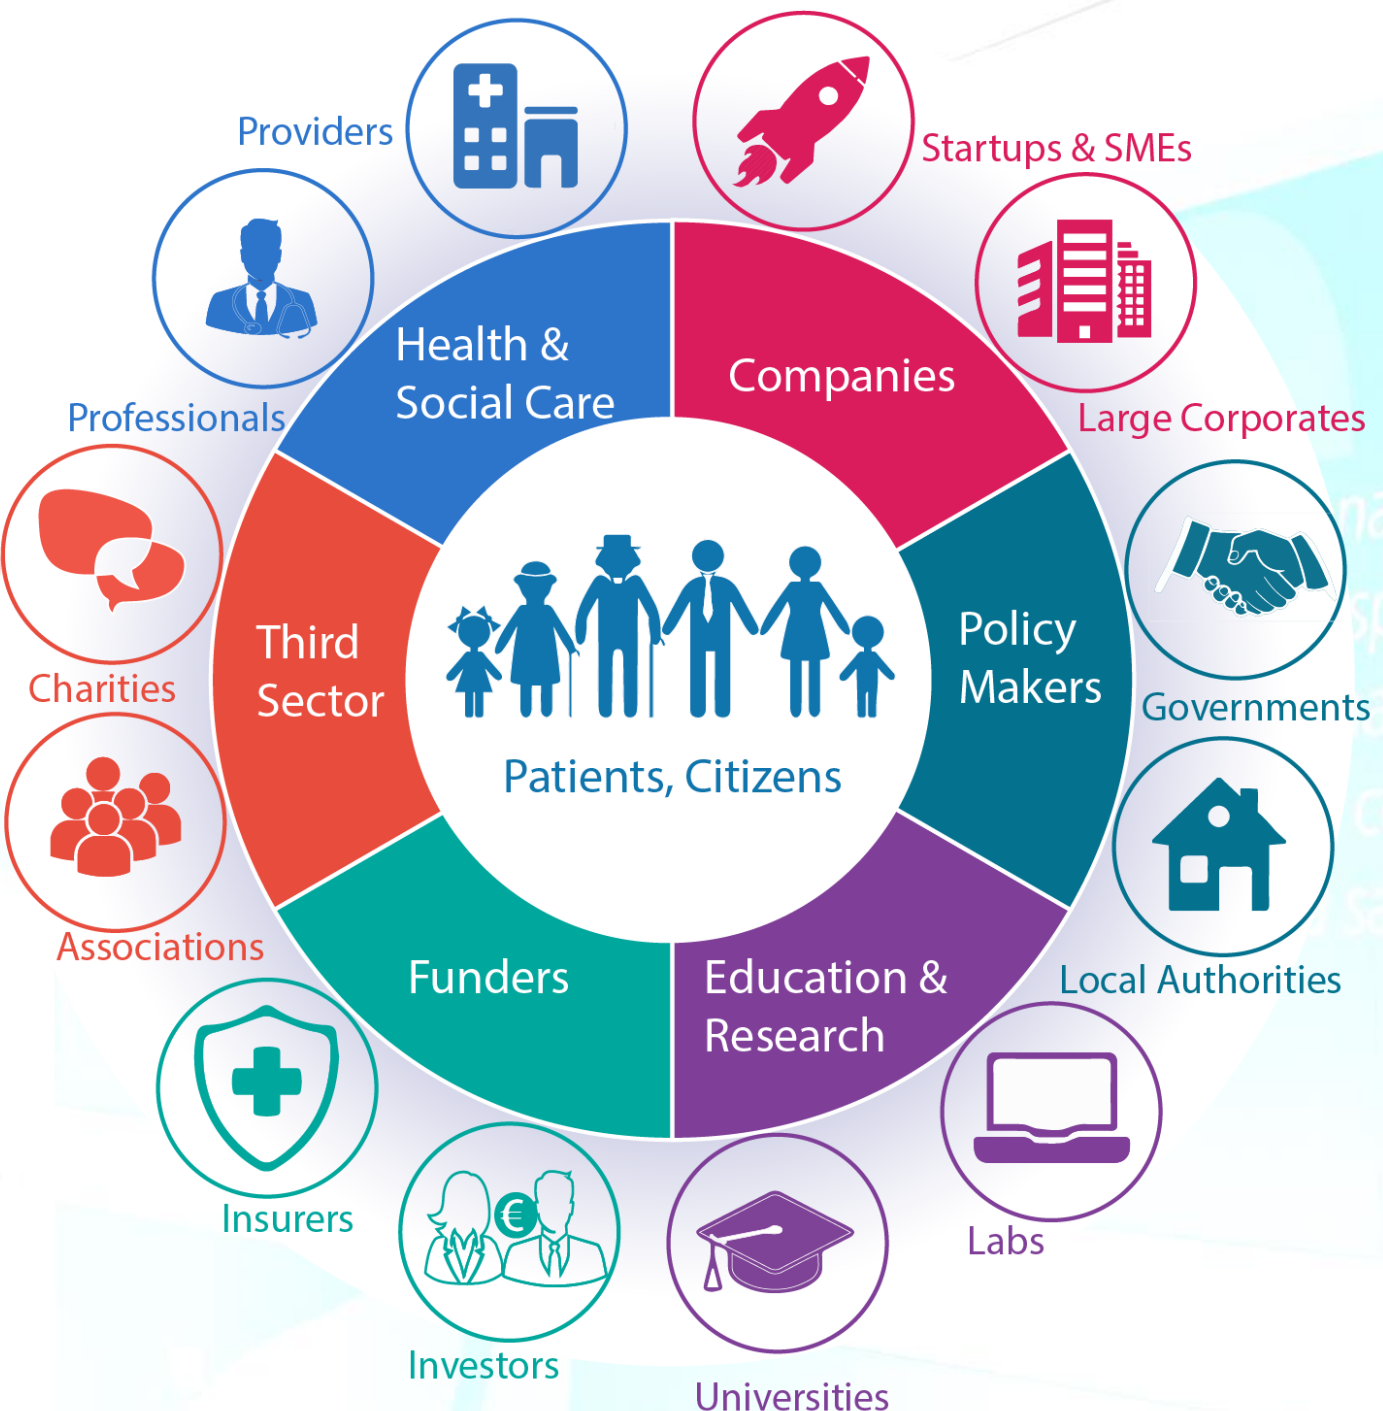 Providers
Startups & SMEs
Professionals
Health &
Social Care
Companies
Large Corporates
Third
Sector
Policy
Makers
Charities
Governments
Patients, Citizens
Associations
Funders
Education &
Research
Local Authorities
Insurers
€
Labs
Investors
Universities